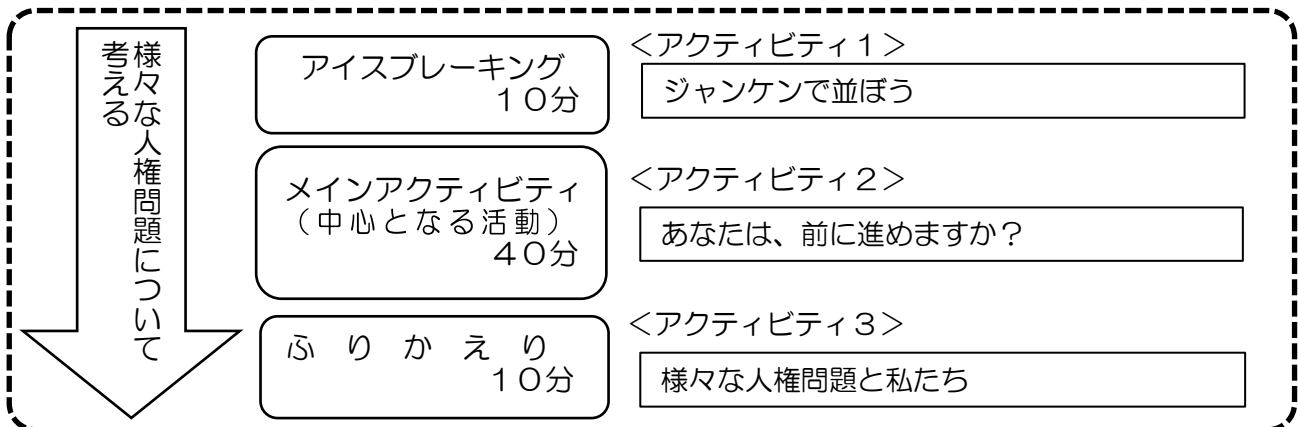 様々な人権問題について
考える
アイスブレーキング
１０分
＜アクティビティ１＞
ジャンケンで並ぼう
メインアクティビティ
（中心となる活動）
４０分
＜アクティビティ２＞
あなたは、前に進めますか？
ふりかえり
１０分
＜アクティビティ３＞
様々な人権問題と私たち